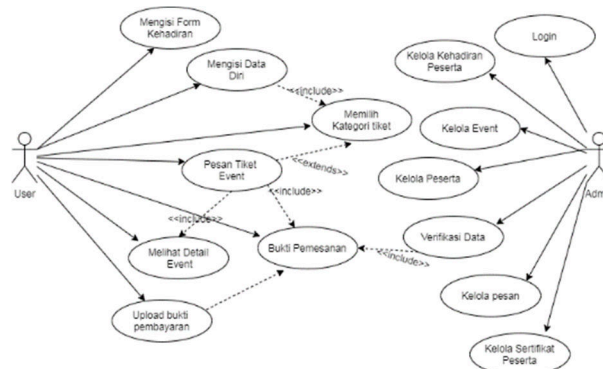 Mengisi Form
Kehadiran
Login
Kelola Kehadiran
Peserta
Mengisi Data
Diri
<<include>>
Memilih
Kategori tiket
Kelola Event
Pesan Tiket
Event
<<extends>>
Kelola Peserta
User
Adm
<<include>>
<<include>>
Melihat Detail
Event
Bukti Pemesanan
<<include>>
Verifikasi Data
Upload bukti
pembayaran
Kelola pesan
Kelola Sertifikat
Peserta